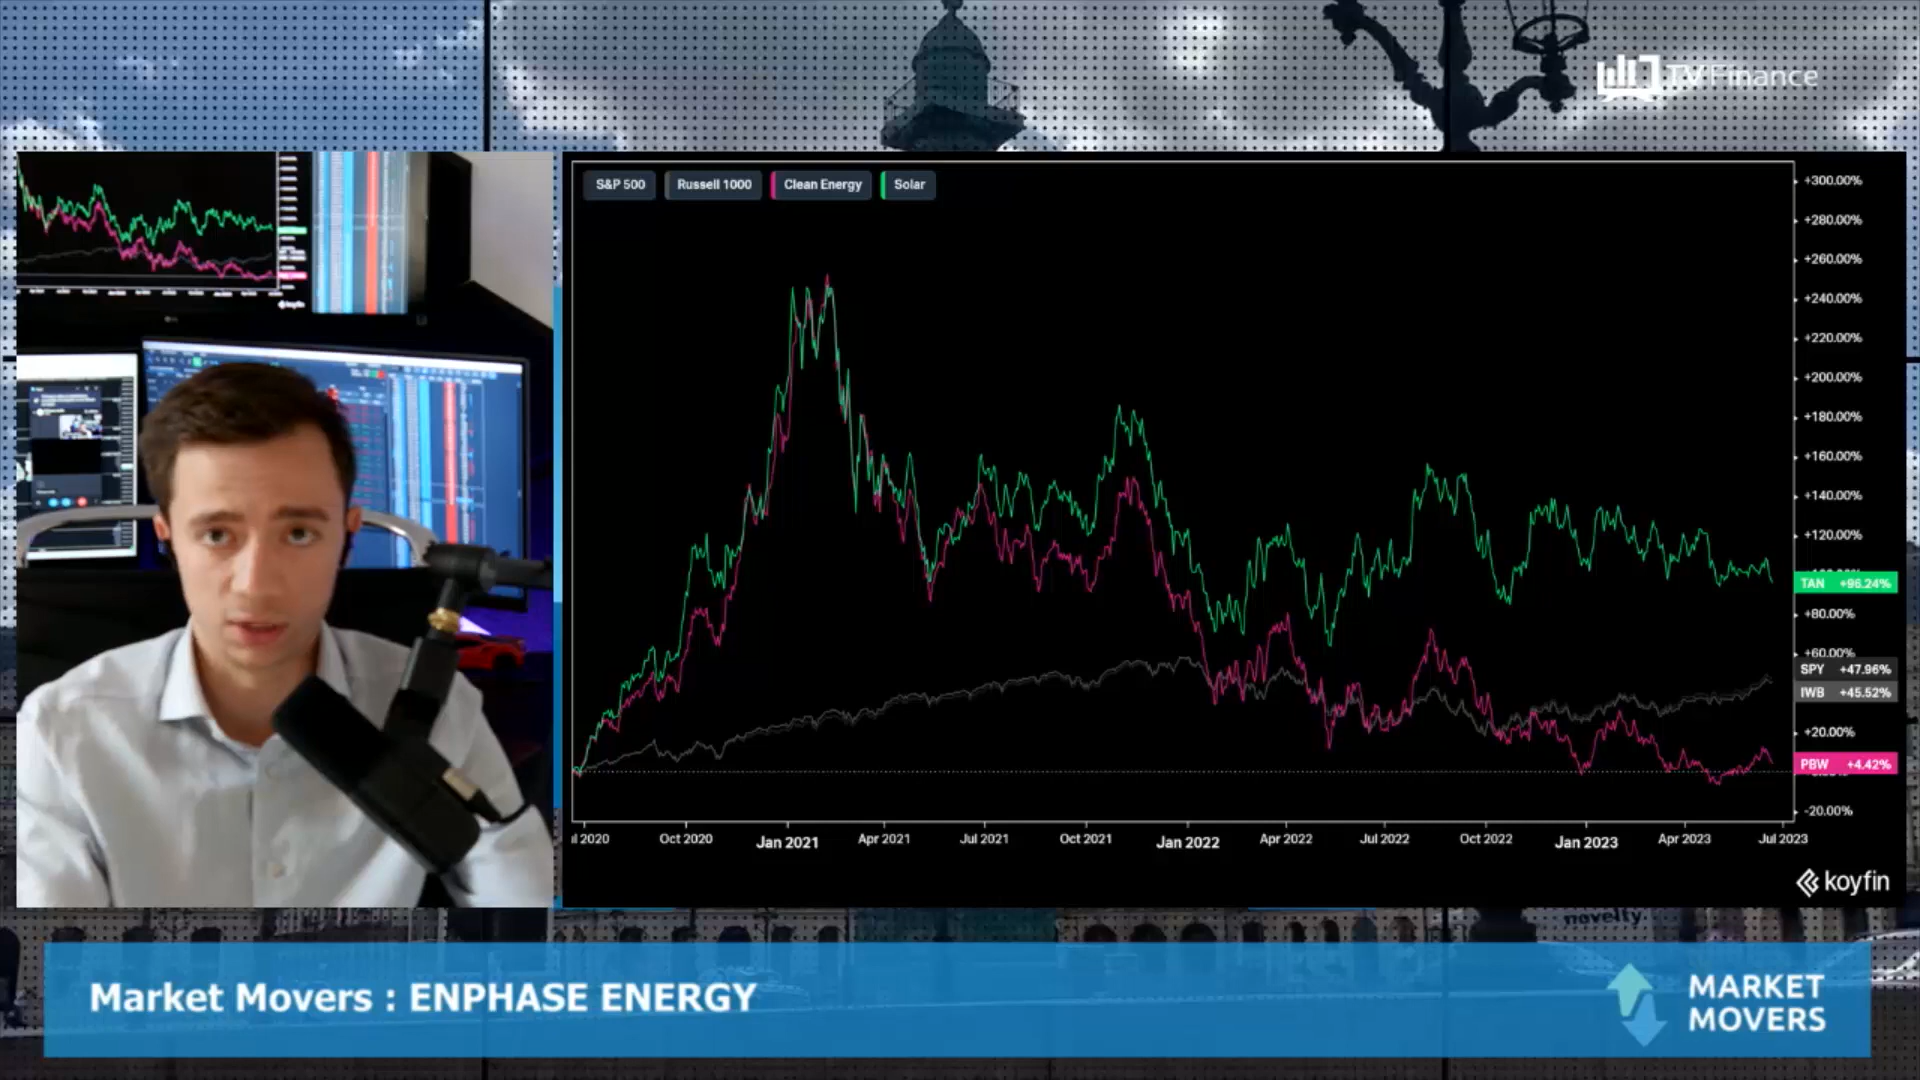 TVFinance
S&P 500
Russell 1000
Clean Energy
Solar
+300.00%
+280.00%
+260.00%
+240.00%
+220.00%
+200.00%
+180.00%
+160.00%
+140.00%
+120.00%
TAN +96.24%
+80.00%
+60.00%
SPY +47.96%
IWB +45.52%
+20.00%
PBW +4.42%
-20.00%
Oct 2020
Jan 2021
Apr 2021
Jul 2021
Oct 2021
Jan 2022
Apr 2022
Jul 2022
Oct 2022
Jan 2023
Apr 2023
Jul 2023
koyfin
novelty.
Market Movers : ENPHASE ENERGY
MARKET
MOVERS